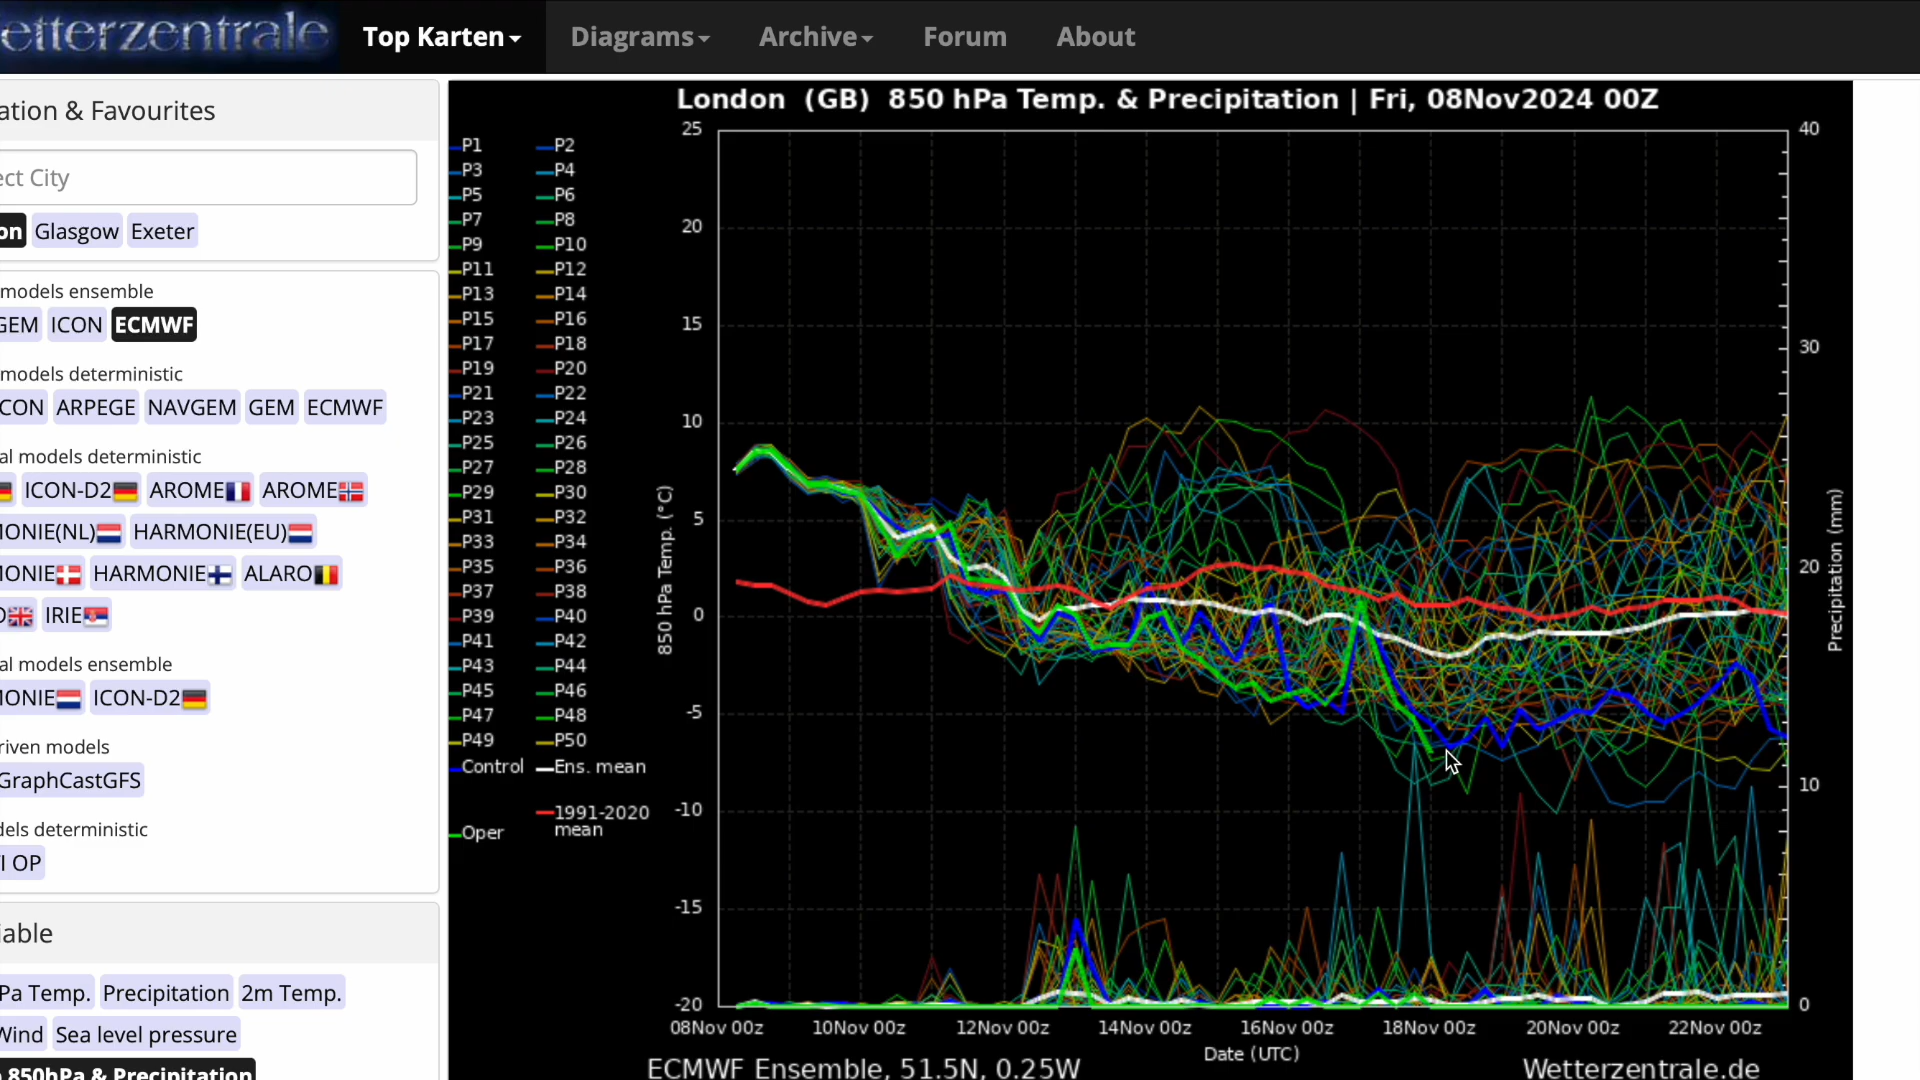 etterzentrale
Top Karten
Diagrams
Archive
Forum
About
ation & Favourites
ect City
on Glasgow Exeter
models ensemble
GEM ICON ECMWF
models deterministic
CON ARPEGE NAVGEM GEM ECMWF
al models deterministic
ICON-D2 AROME AROME
MONIE(NL) HARMONIE(EU)
MONIE HARMONIE ALARO
IRIE
al models ensemble
MONIE ICON-D2
riven models
GraphCastGFS
dels deterministic
I OP
iable
Pa Temp. Precipitation 2m Temp.
Wind Sea level pressure
850hPa & Precipitation
London (GB) 850 hPa Temp. & Precipitation | Fri, 08Nov2024 00Z
P1 P2
P3 P4
P5 P6
P7 P8
P9 P10
P11 P12
P13 P14
P15 P16
P17 P18
P19 P20
P21 P22
P23 P24
P25 P26
P27 P28
P29 P30
P31 P32
P33 P34
P35 P36
P37 P38
P39 P40
P41 P42
P43 P44
P45 P46
P47 P48
P49 P50
Control Ens. mean
1991-2020
mean
Oper
850 hPa Temp. (°C)
25
20
15
10
5
0
-5
-10
-15
-20
40
30
20
10
0
Precipitation (mm)
08Nov 00z 10Nov 00z 12Nov 00z 14Nov 00z 16Nov 00z 18Nov 00z 20Nov 00z 22Nov 00z
Date (UTC)
ECMWF Ensemble, 51.5N, 0.25W
Wetterzentrale.de